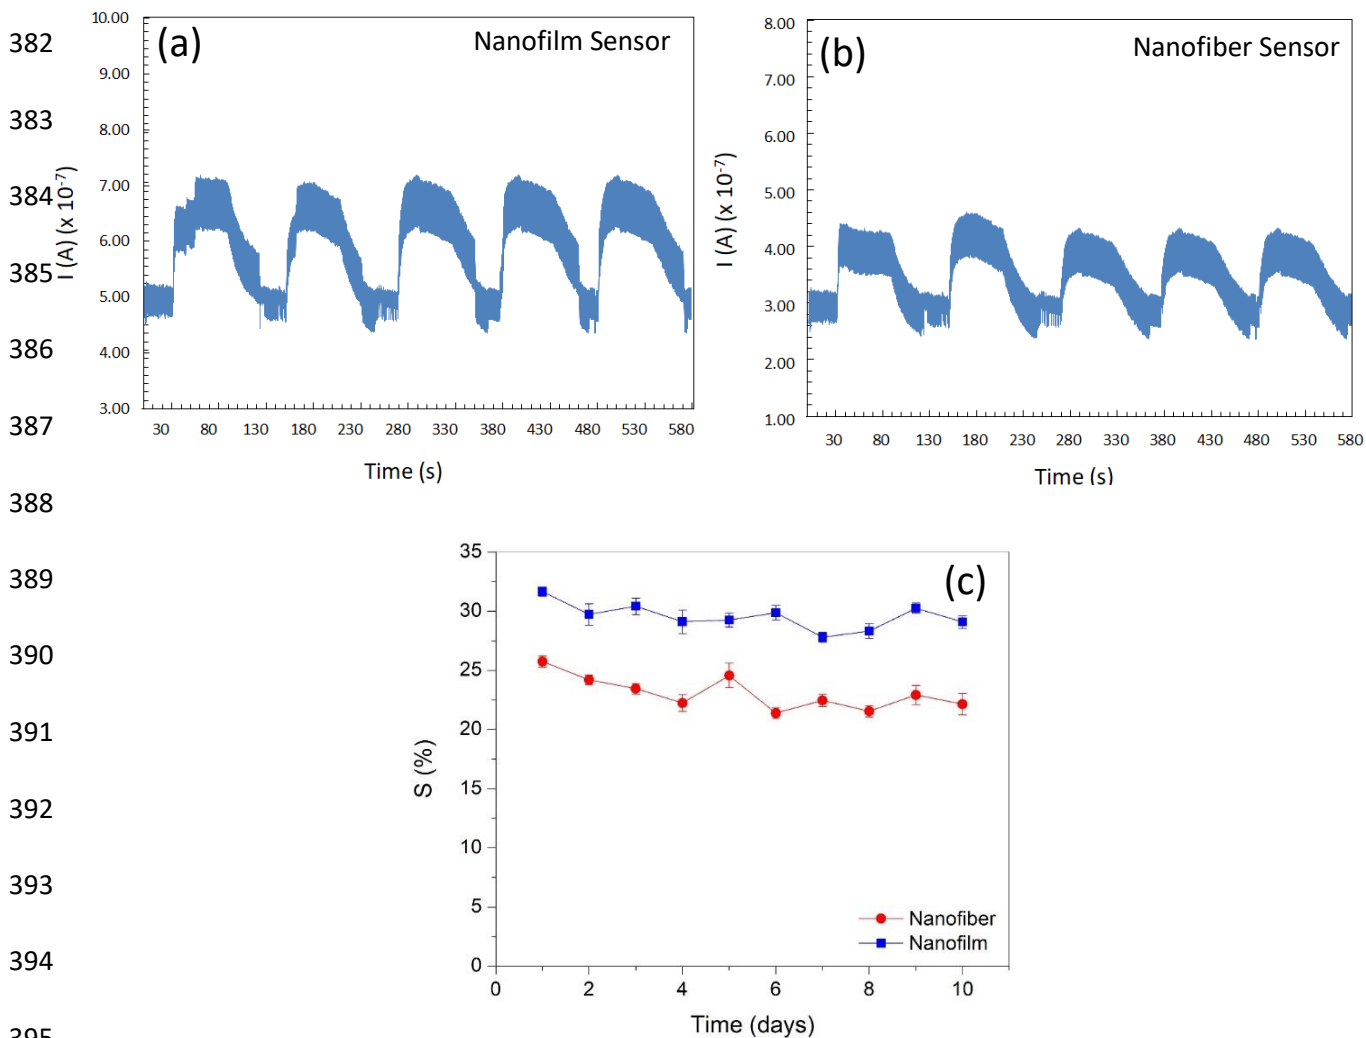 382
383
384
385
386
387
388
389
390
391
392
393
394
395
(a)
Nanofilm Sensor
10.00
9.00
8.00
7.00
6.00
5.00
4.00
3.00
I (A) (x 10⁻⁷)
30 80 130 180 230 280 330 380 430 480 530 580
Time (s)
(b)
Nanofiber Sensor
8.00
7.00
6.00
5.00
4.00
3.00
2.00
1.00
I (A) (x 10⁻⁷)
30 80 130 180 230 280 330 380 430 480 530 580
Time (s)
(c)
35
30
25
20
15
10
5
0
S (%)
Nanofiber
Nanofilm
0 2 4 6 8 10
Time (days)